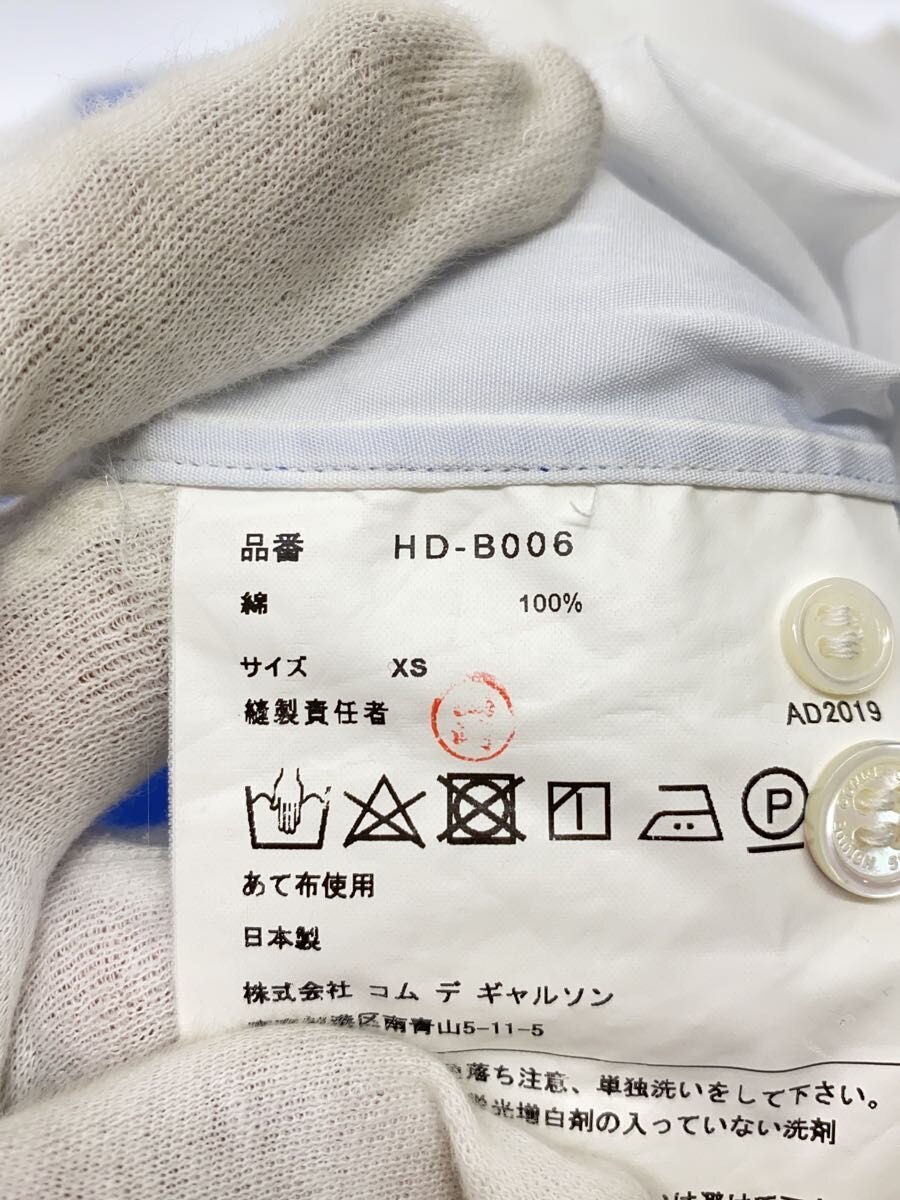 品番 HD-B006
綿 100%
サイズ XS
縫製責任者
AD2019
P
あて布使用
日本製
株式会社 コム デ ギャルソン
港区南青山5-11-5
落ち注意、単独洗いをして下さい。
光増白剤の入っていない洗剤